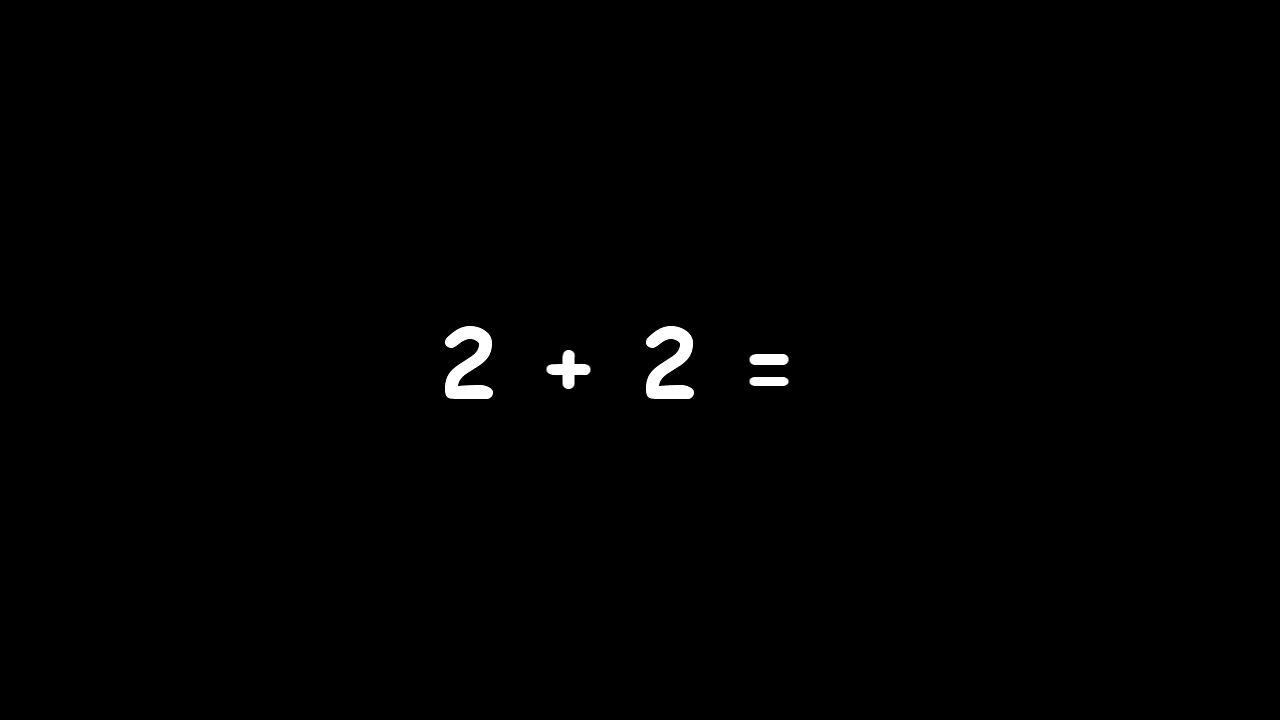 2 + 2 =